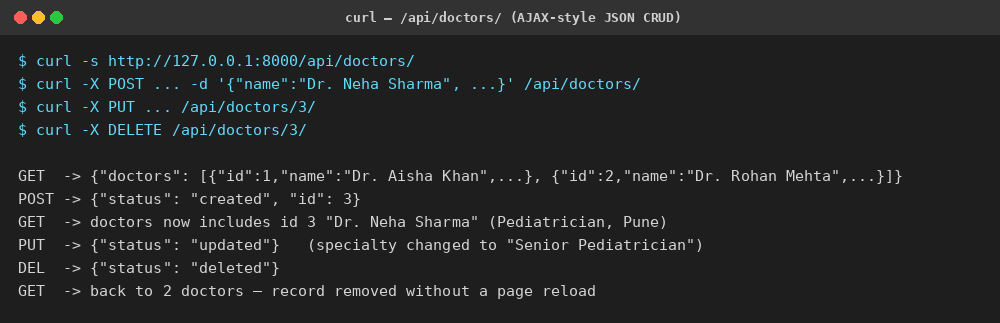 curl — /api/doctors/ (AJAX-style JSON CRUD)
$ curl -s http://127.0.0.1:8000/api/doctors/
$ curl -X POST ... -d '{"name":"Dr. Neha Sharma", ...}' /api/doctors/
$ curl -X PUT ... /api/doctors/3/
$ curl -X DELETE /api/doctors/3/
GET  -> {"doctors": [{"id":1,"name":"Dr. Aisha Khan",...}, {"id":2,"name":"Dr. Rohan Mehta",...}]}
POST -> {"status": "created", "id": 3}
GET  -> doctors now includes id 3 "Dr. Neha Sharma" (Pediatrician, Pune)
PUT  -> {"status": "updated"}   (specialty changed to "Senior Pediatrician")
DEL  -> {"status": "deleted"}
GET  -> back to 2 doctors — record removed without a page reload